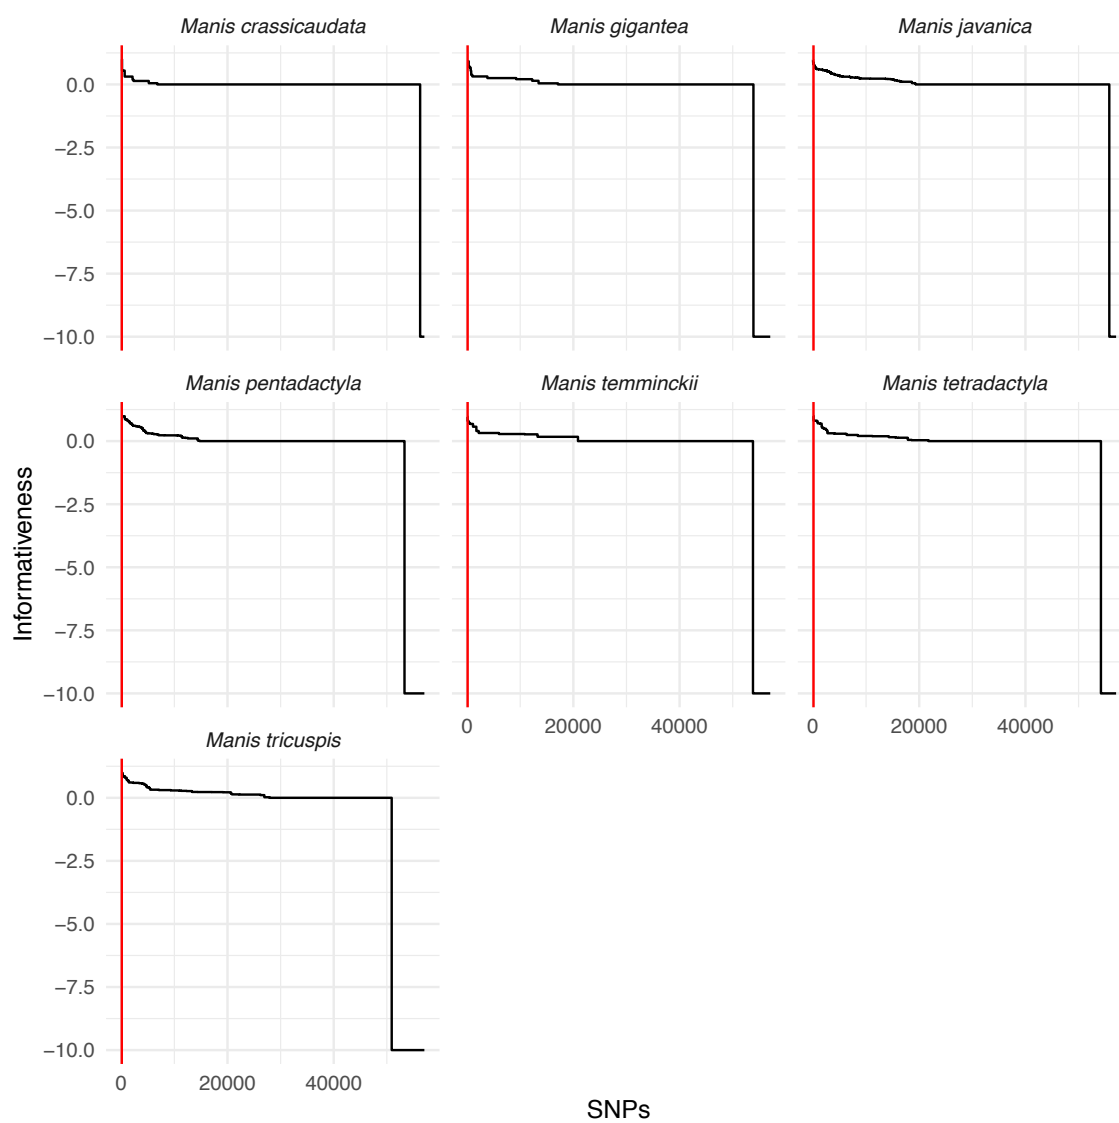 Manis crassicaudata Manis gigantea Manis javanica
0.0
−2.5
−5.0
−7.5
−10.0
Manis pentadactyla Manis temminckii Manis tetradactyla
0.0
−2.5
−5.0
−7.5
−10.0
0 20000 40000 0 20000 40000
Manis tricuspis
0.0
−2.5
−5.0
−7.5
−10.0
0 20000 40000
Informativeness
SNPs